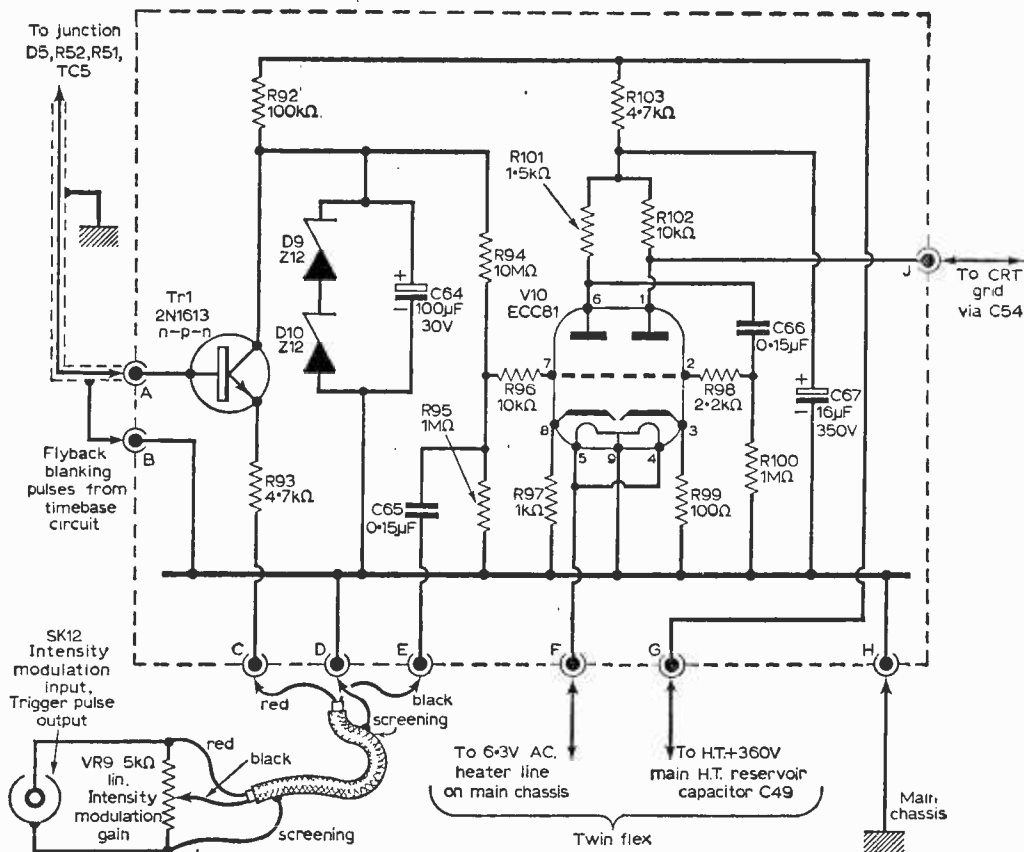 To junction
D5,R52,R51,
TC5
R92
100kΩ
R103
4·7kΩ
R101
1·5kΩ
R102
10kΩ
D9
Z12
R94
10MΩ
J
To CRT
grid
via C54
V10
ECC81
6
1
+
C64
100µF
30V
-
Tr1
2N1613
n-p-n
D10
Z12
C66
0·15µF
A
7
2
R96
10kΩ
R98
2·2kΩ
+
C67
16µF
350V
-
R95
1MΩ
8
3
5
9
4
B
Flyback
blanking
pulses from
timebase
circuit
R93
4·7kΩ
C65
0·15µF
R97
1kΩ
R99
100Ω
R100
1MΩ
C
D
E
F
G
H
SK12
Intensity
modulation
input,
Trigger pulse
output
red
black
screening
red
VR9 5kΩ
lin.
Intensity
modulation
gain
black
screening
To 6·3V AC.
heater line
on main chassis
To H.T.+360V
main H.T. reservoir
capacitor C49
Twin flex
Main
chassis